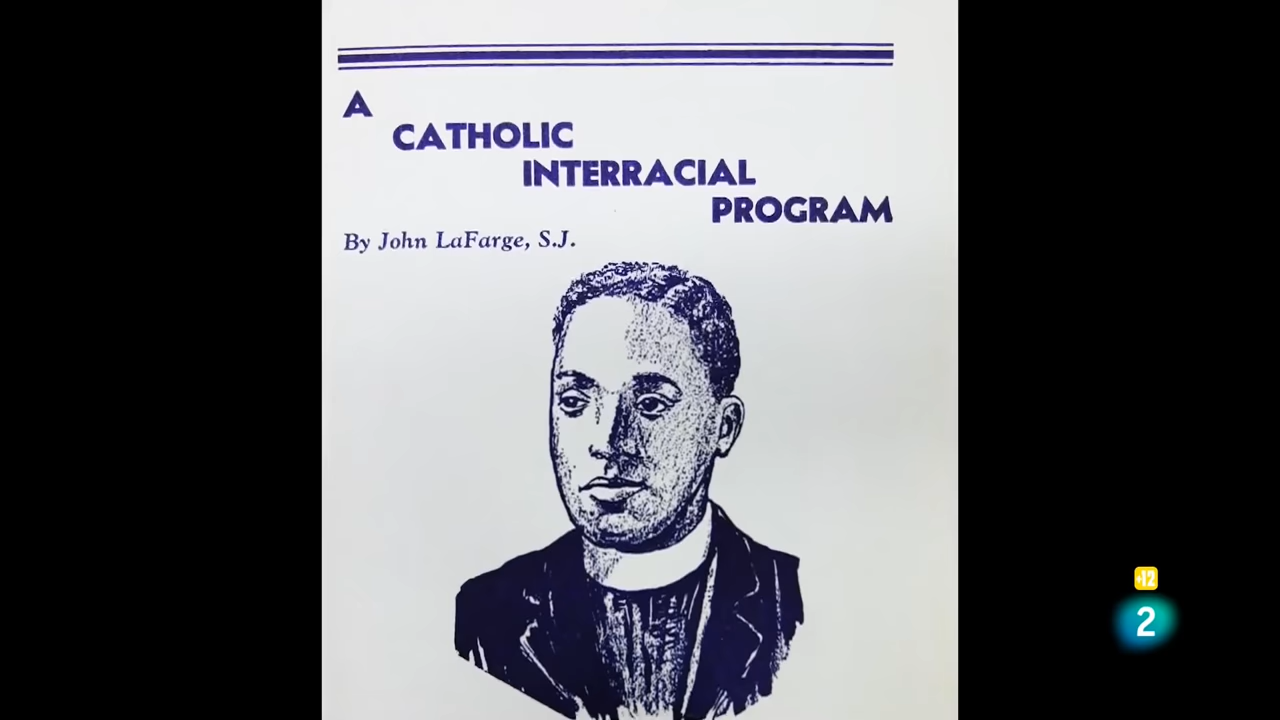 A
CATHOLIC
INTERRACIAL
PROGRAM
By John LaFarge, S.J.
+12
2